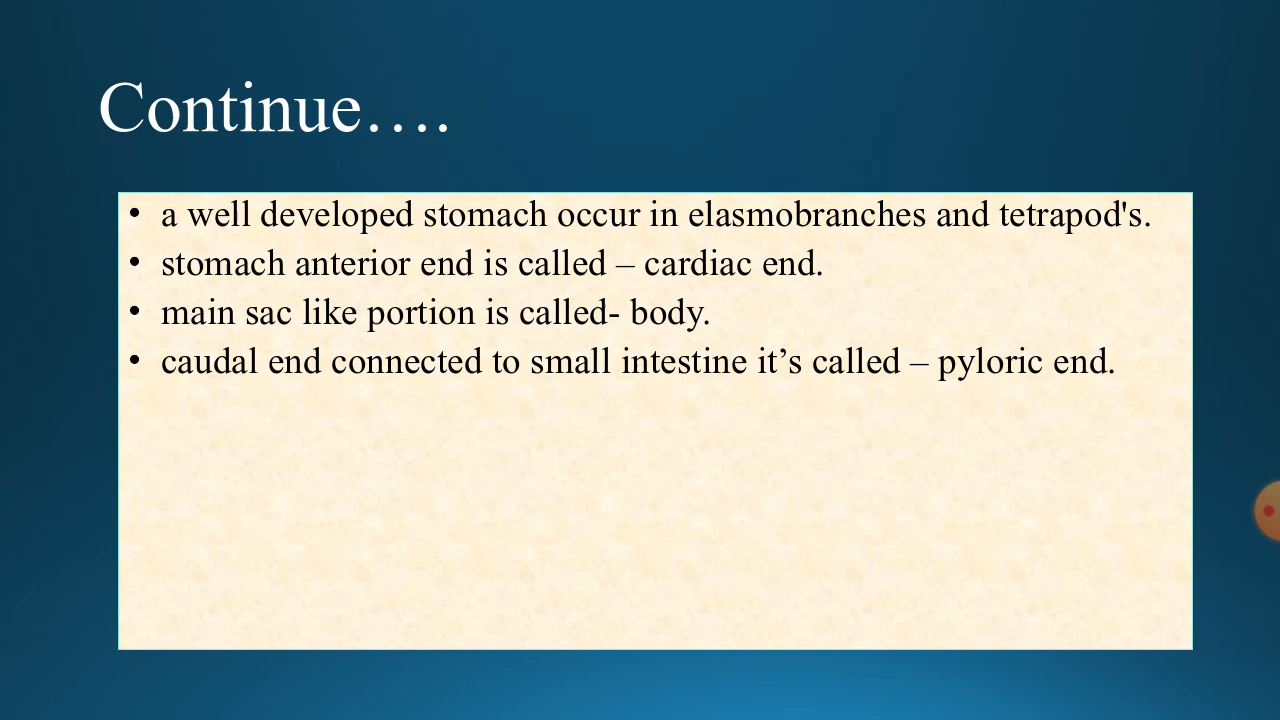 Continue….
• a well developed stomach occur in elasmobranches and tetrapod's.
• stomach anterior end is called – cardiac end.
• main sac like portion is called- body.
• caudal end connected to small intestine it’s called – pyloric end.